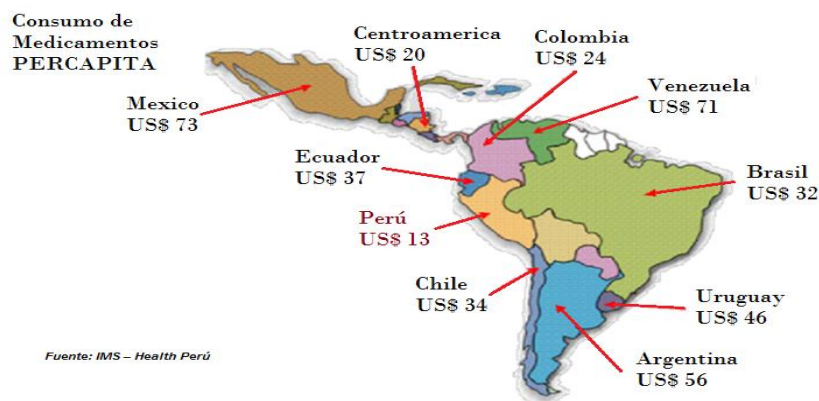 Consumo de
Medicamentos
PERCAPITA
Centroamerica
US$ 20
Colombia
US$ 24
Venezuela
US$ 71
Mexico
US$ 73
Ecuador
US$ 37
Brasil
US$ 32
Perú
US$ 13
Chile
US$ 34
Uruguay
US$ 46
Argentina
US$ 56
Fuente: IMS – Health Perú